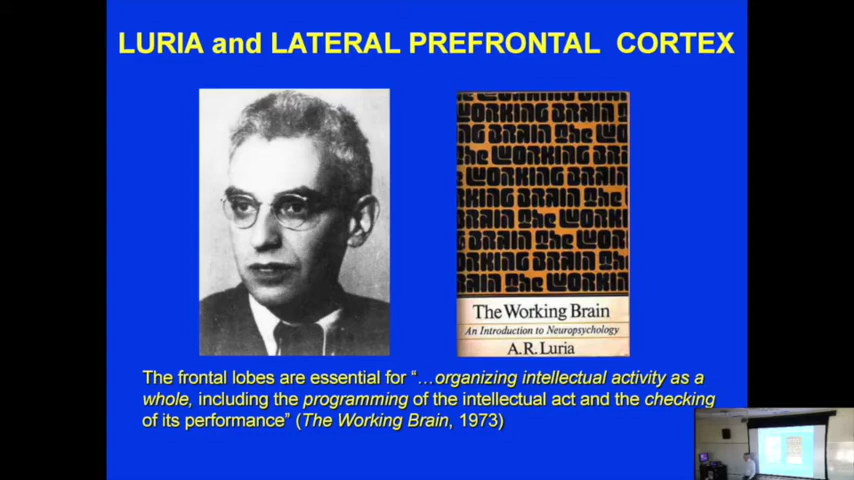 LURIA and LATERAL PREFRONTAL CORTEX
The Working Brain
An Introduction to Neuropsychology
A.R. Luria
The frontal lobes are essential for “…organizing intellectual activity as a
whole, including the programming of the intellectual act and the checking
of its performance” (The Working Brain, 1973)